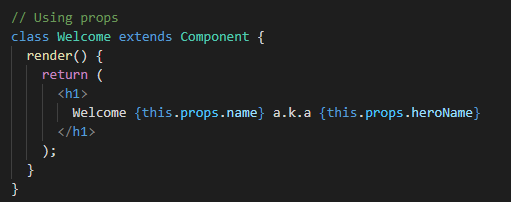 // Using props
class Welcome extends Component {
  render() {
    return (
      <h1>
        Welcome {this.props.name} a.k.a {this.props.heroName}
      </h1>
    );
  }
}